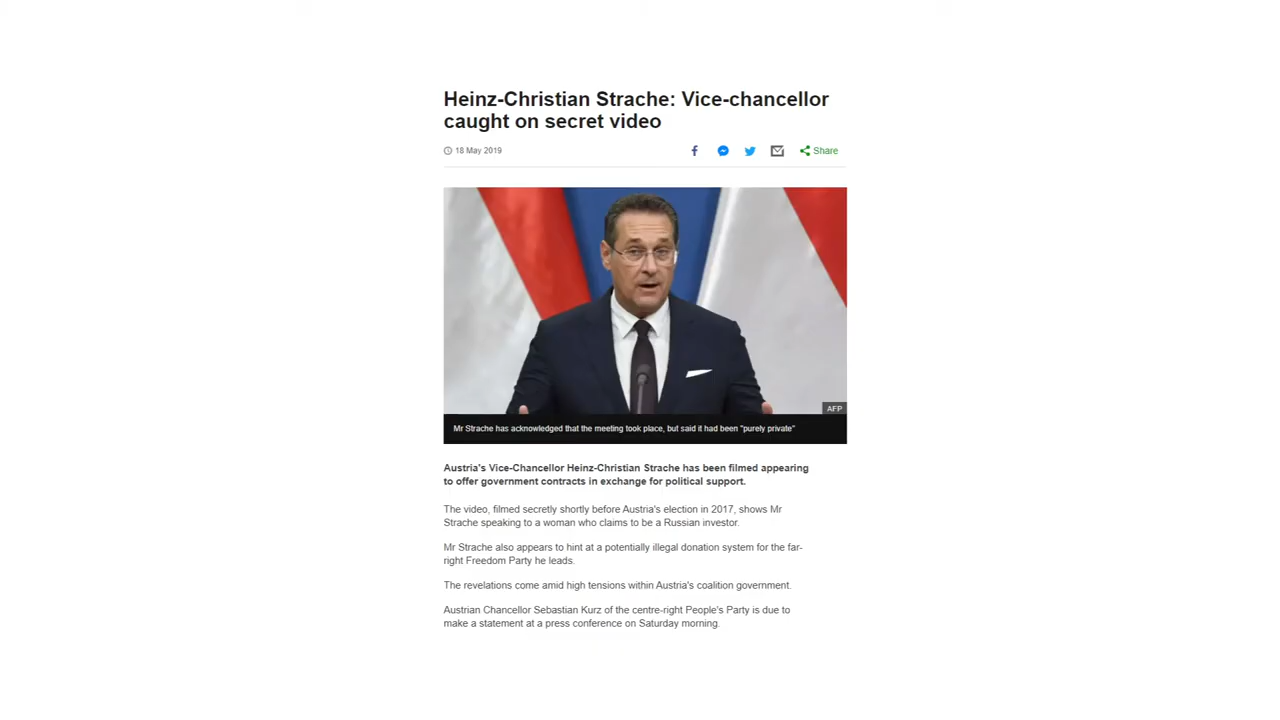 Heinz-Christian Strache: Vice-chancellor
caught on secret video
18 May 2019
Share
AFP
Mr Strache has acknowledged that the meeting took place, but said it had been "purely private"
Austria's Vice-Chancellor Heinz-Christian Strache has been filmed appearing
to offer government contracts in exchange for political support.
The video, filmed secretly shortly before Austria's election in 2017, shows Mr
Strache speaking to a woman who claims to be a Russian investor.
Mr Strache also appears to hint at a potentially illegal donation system for the far-
right Freedom Party he leads.
The revelations come amid high tensions within Austria's coalition government.
Austrian Chancellor Sebastian Kurz of the centre-right People's Party is due to
make a statement at a press conference on Saturday morning.